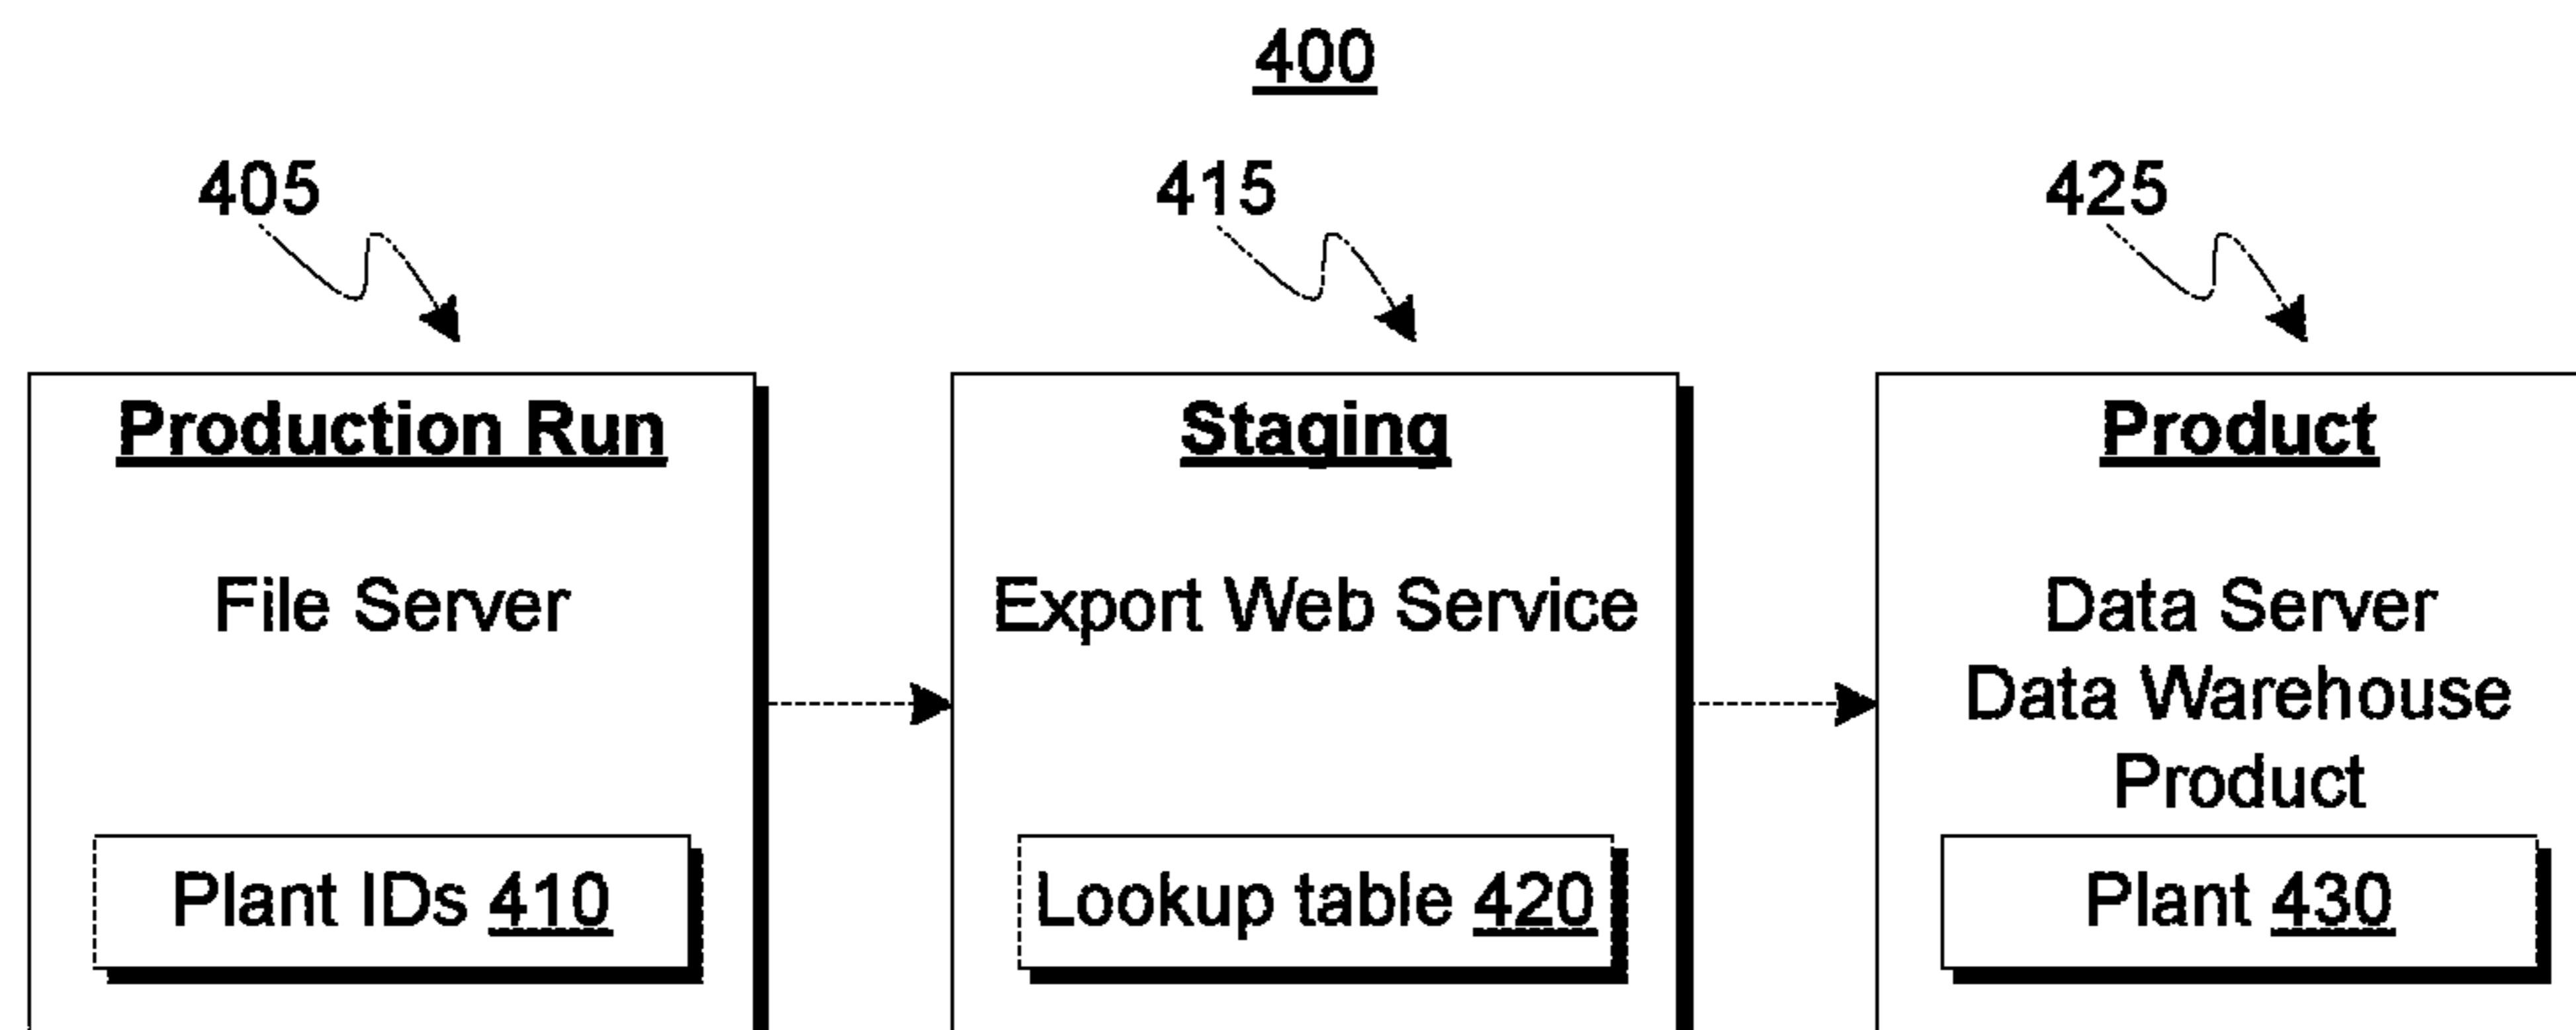 400
405
415
425
Production Run
File Server
Plant IDs 410
Staging
Export Web Service
Lookup table 420
Product
Data Server
Data Warehouse
Product
Plant 430